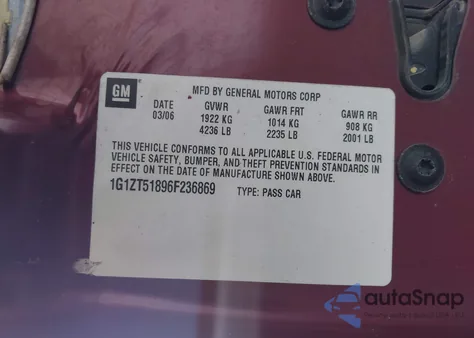 GM
MFD BY GENERAL MOTORS CORP
DATE GVWR GAWR FRT GAWR RR
03/06 1922 KG 1014 KG 908 KG
4236 LB 2235 LB 2001 LB
THIS VEHICLE CONFORMS TO ALL APPLICABLE U.S. FEDERAL MOTOR
VEHICLE SAFETY, BUMPER, AND THEFT PREVENTION STANDARDS IN
EFFECT ON THE DATE OF MANUFACTURE SHOWN ABOVE.
1G1ZT51896F236869 TYPE: PASS CAR
autoSnap